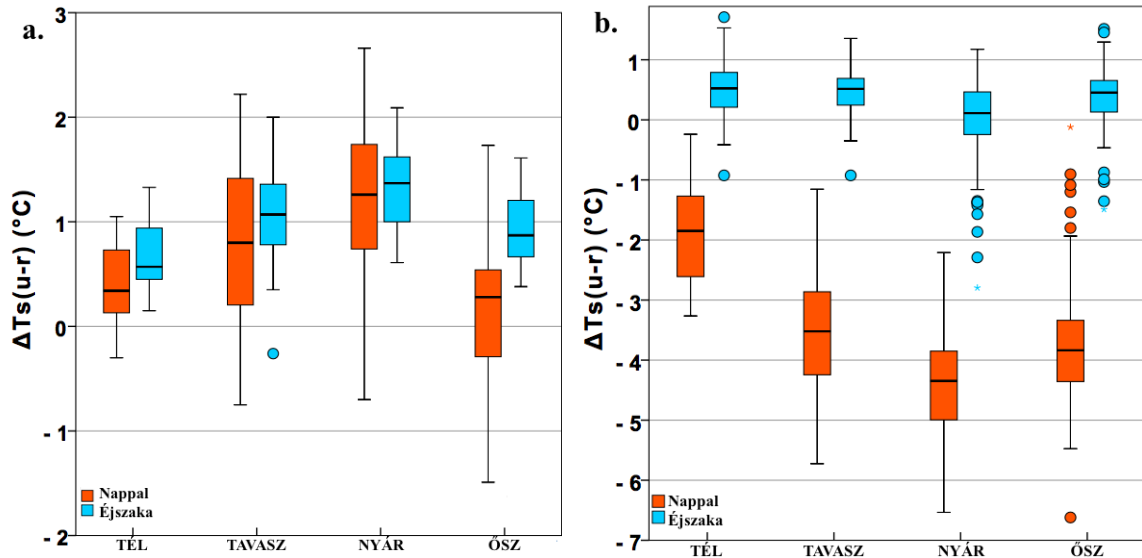 a.
ΔTs(u-r) (°C)
3
2
1
0
- 1
- 2
Nappal
Éjszaka
TÉL TAVASZ NYÁR ŐSZ
b.
ΔTs(u-r) (°C)
1
0
- 1
- 2
- 3
- 4
- 5
- 6
- 7
Nappal
Éjszaka
TÉL TAVASZ NYÁR ŐSZ